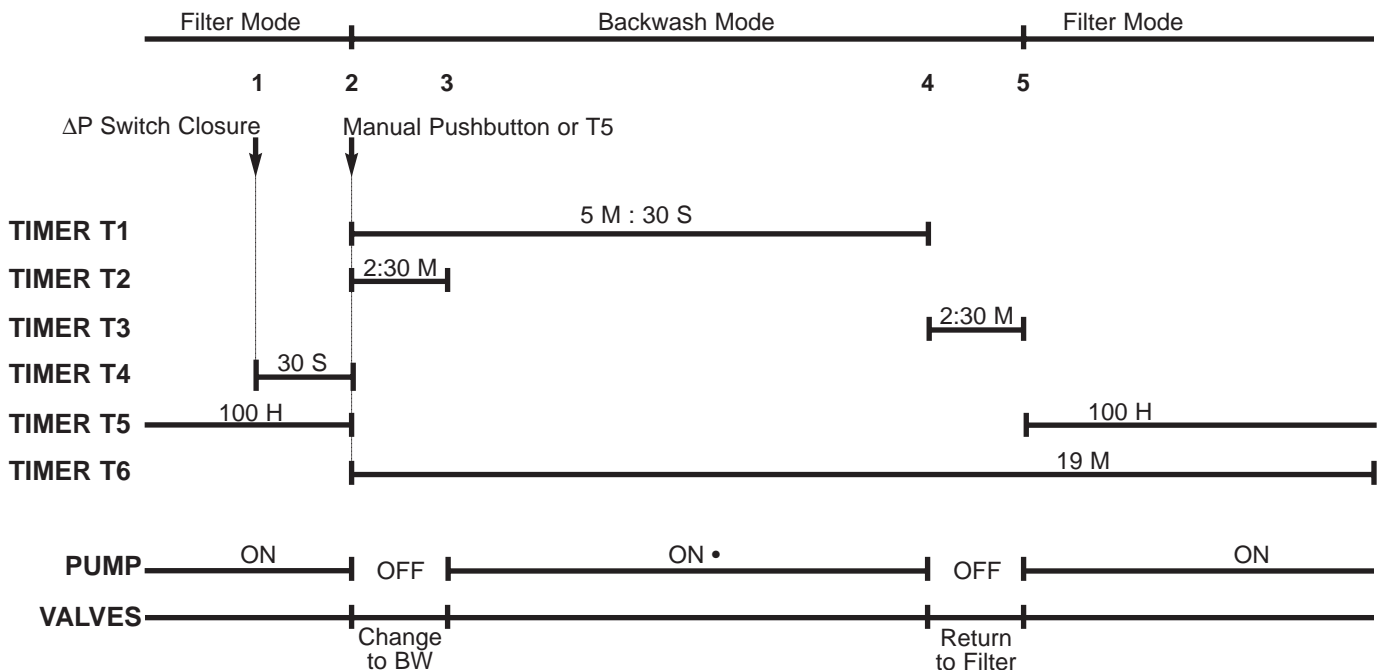 Filter Mode Backwash Mode Filter Mode
1 2 3 4 5
ΔP Switch Closure Manual Pushbutton or T5
TIMER T1 5 M : 30 S
TIMER T2 2:30 M
TIMER T3 2:30 M
TIMER T4 30 S
TIMER T5 100 H 100 H
TIMER T6 19 M
PUMP ON OFF ON • OFF ON
VALVES
Change
to BW
Return
to Filter